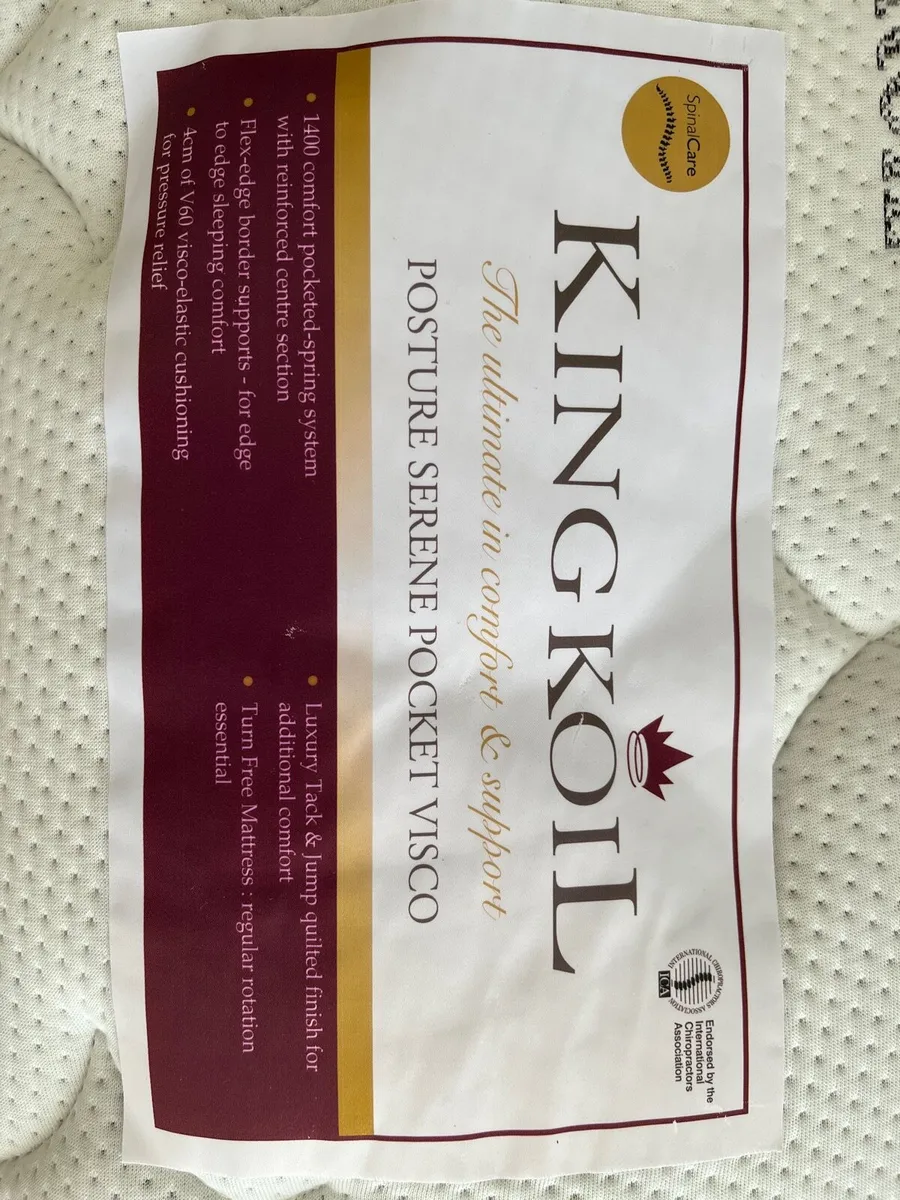 SpinalCare
KING KOIL
The ultimate in comfort & support
POSTURE SERENE POCKET VISCO
INTERNATIONAL CHIROPRACTORS ASSOCIATION
ICA
Endorsed by the
International
Chiropractors
Association
• 1400 comfort pocketed-spring system
with reinforced centre section
• Flex-edge border supports - for edge
to edge sleeping comfort
• 4cm of V60 visco-elastic cushioning
for pressure relief
• Luxury Tack & Jump quilted finish for
additional comfort
• Turn Free Mattress : regular rotation
essential